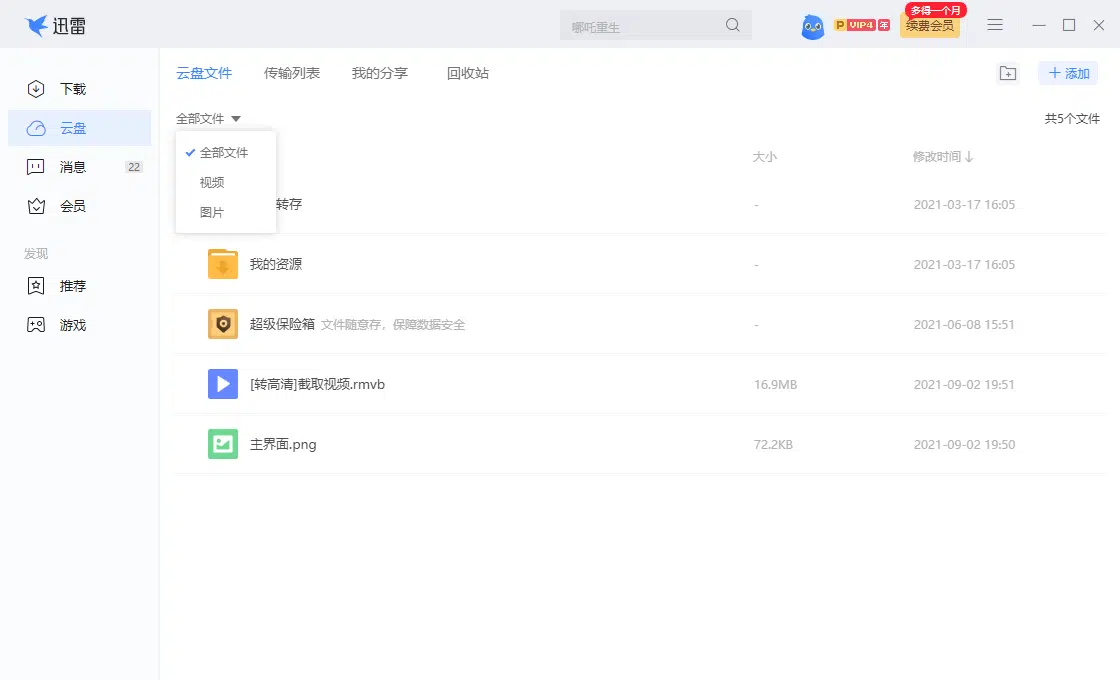 迅雷
哪吒重生
P VIP4 年
多得一个月
续费会员
下载
云盘
消息 22
会员
发现
推荐
游戏
云盘文件 传输列表 我的分享 回收站
添加
全部文件
共5个文件
全部文件
视频
图片
大小 修改时间
转存 - 2021-03-17 16:05
我的资源 - 2021-03-17 16:05
超级保险箱 文件随意存，保障数据安全 - 2021-06-08 15:51
[转高清]截取视频.rmvb 16.9MB 2021-09-02 19:51
主界面.png 72.2KB 2021-09-02 19:50